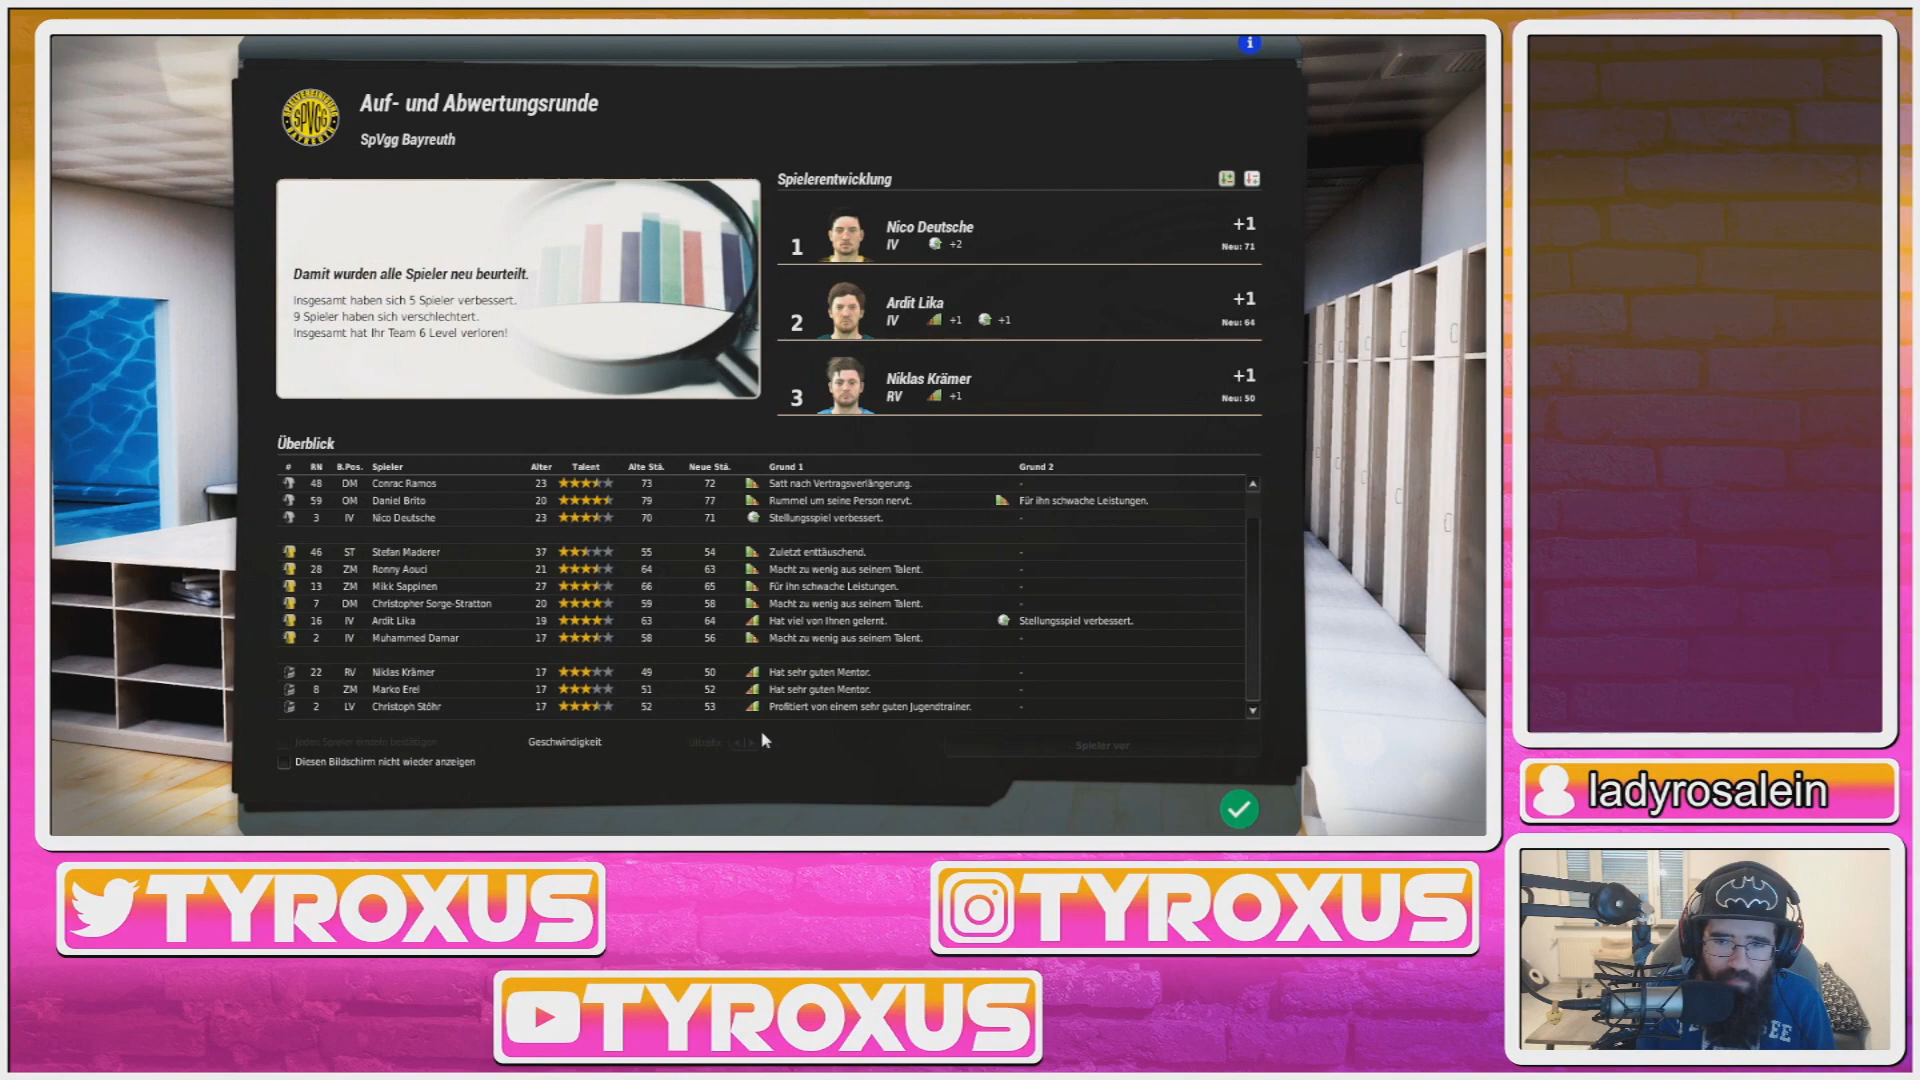 i
Auf- und Abwertungsrunde
SpVgg Bayreuth
SPVGG
BAYREUTH
Damit wurden alle Spieler neu beurteilt.
Insgesamt haben sich 5 Spieler verbessert.
9 Spieler haben sich verschlechtert.
Insgesamt hat Ihr Team 6 Level verloren!
Spielerentwicklung
1 Nico Deutsche +1
IV +2 Neu: 71
2 Ardit Lika +1
IV +1 +1 Neu: 64
3 Niklas Krämer +1
RV +1 Neu: 50
Überblick
# RN B.Pos. Spieler Alter Talent Alte Stä. Neue Stä. Grund 1 Grund 2
48 DM Conrac Ramos 23 73 72 Satt nach Vertragsverlängerung. -
59 OM Daniel Brito 20 79 77 Rummel um seine Person nervt. Für ihn schwache Leistungen.
3 IV Nico Deutsche 23 70 71 Stellungsspiel verbessert. -
46 ST Stefan Maderer 37 55 54 Zuletzt enttäuschend. -
28 ZM Ronny Aouci 21 64 63 Macht zu wenig aus seinem Talent. -
13 ZM Mikk Sappinen 27 66 65 Für ihn schwache Leistungen. -
7 DM Christopher Sorge-Stratton 20 59 58 Macht zu wenig aus seinem Talent. -
16 IV Ardit Lika 19 63 64 Hat viel von Ihnen gelernt. Stellungsspiel verbessert.
2 IV Muhammed Damar 17 58 56 Macht zu wenig aus seinem Talent. -
22 RV Niklas Krämer 17 49 50 Hat sehr guten Mentor. -
8 ZM Marko Erel 17 51 52 Hat sehr guten Mentor. -
2 LV Christoph Stöhr 17 52 53 Profitiert von einem sehr guten Jugendtrainer. -
Jeden Spieler einzeln bestätigen Geschwindigkeit Ultrafix Spieler vor
Diesen Bildschirm nicht wieder anzeigen
ladyrosalein
TYROXUS
TYROXUS
TYROXUS